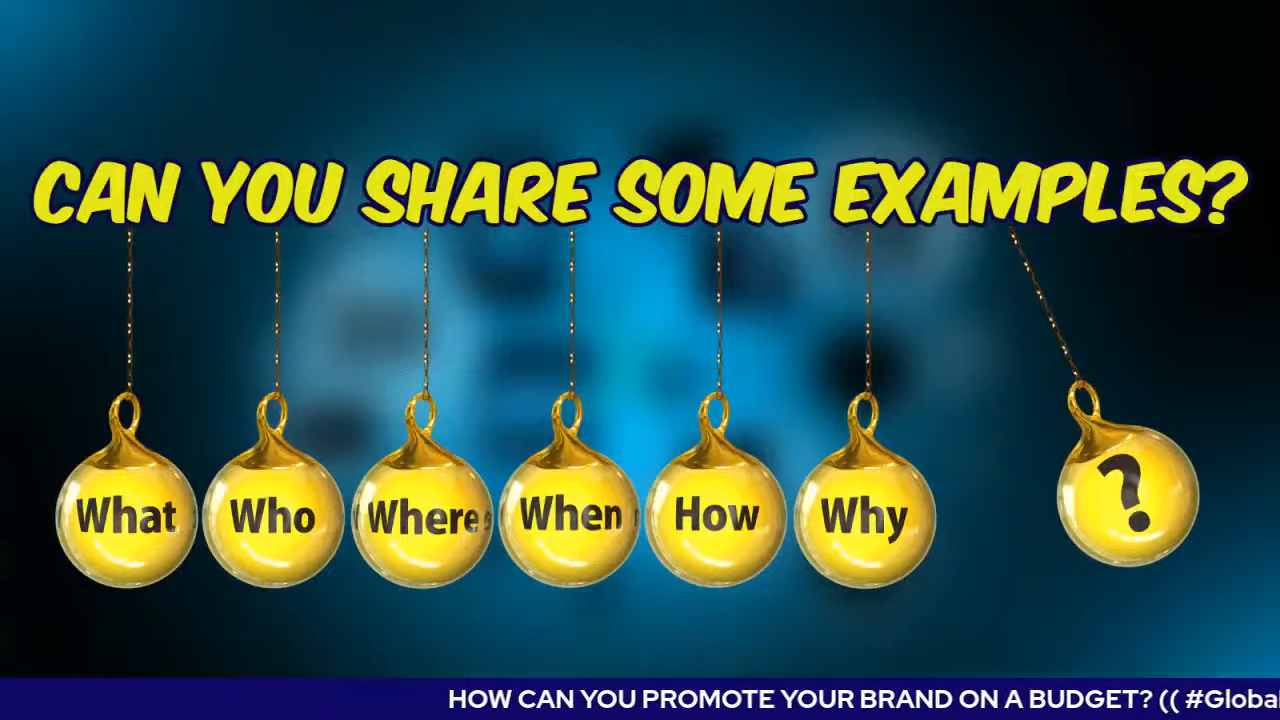 CAN YOU SHARE SOME EXAMPLES?
What Who Where When How Why ?
HOW CAN YOU PROMOTE YOUR BRAND ON A BUDGET? (( #Globa